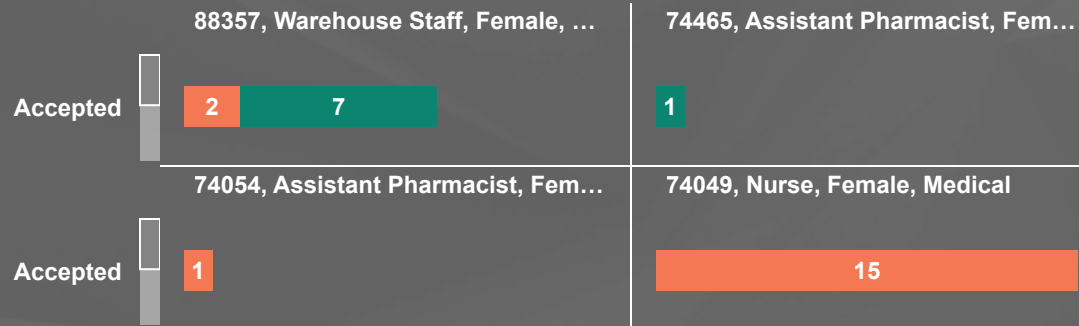 88357, Warehouse Staff, Female, …
74465, Assistant Pharmacist, Fem…
Accepted
2
7
1
74054, Assistant Pharmacist, Fem…
74049, Nurse, Female, Medical
Accepted
1
15